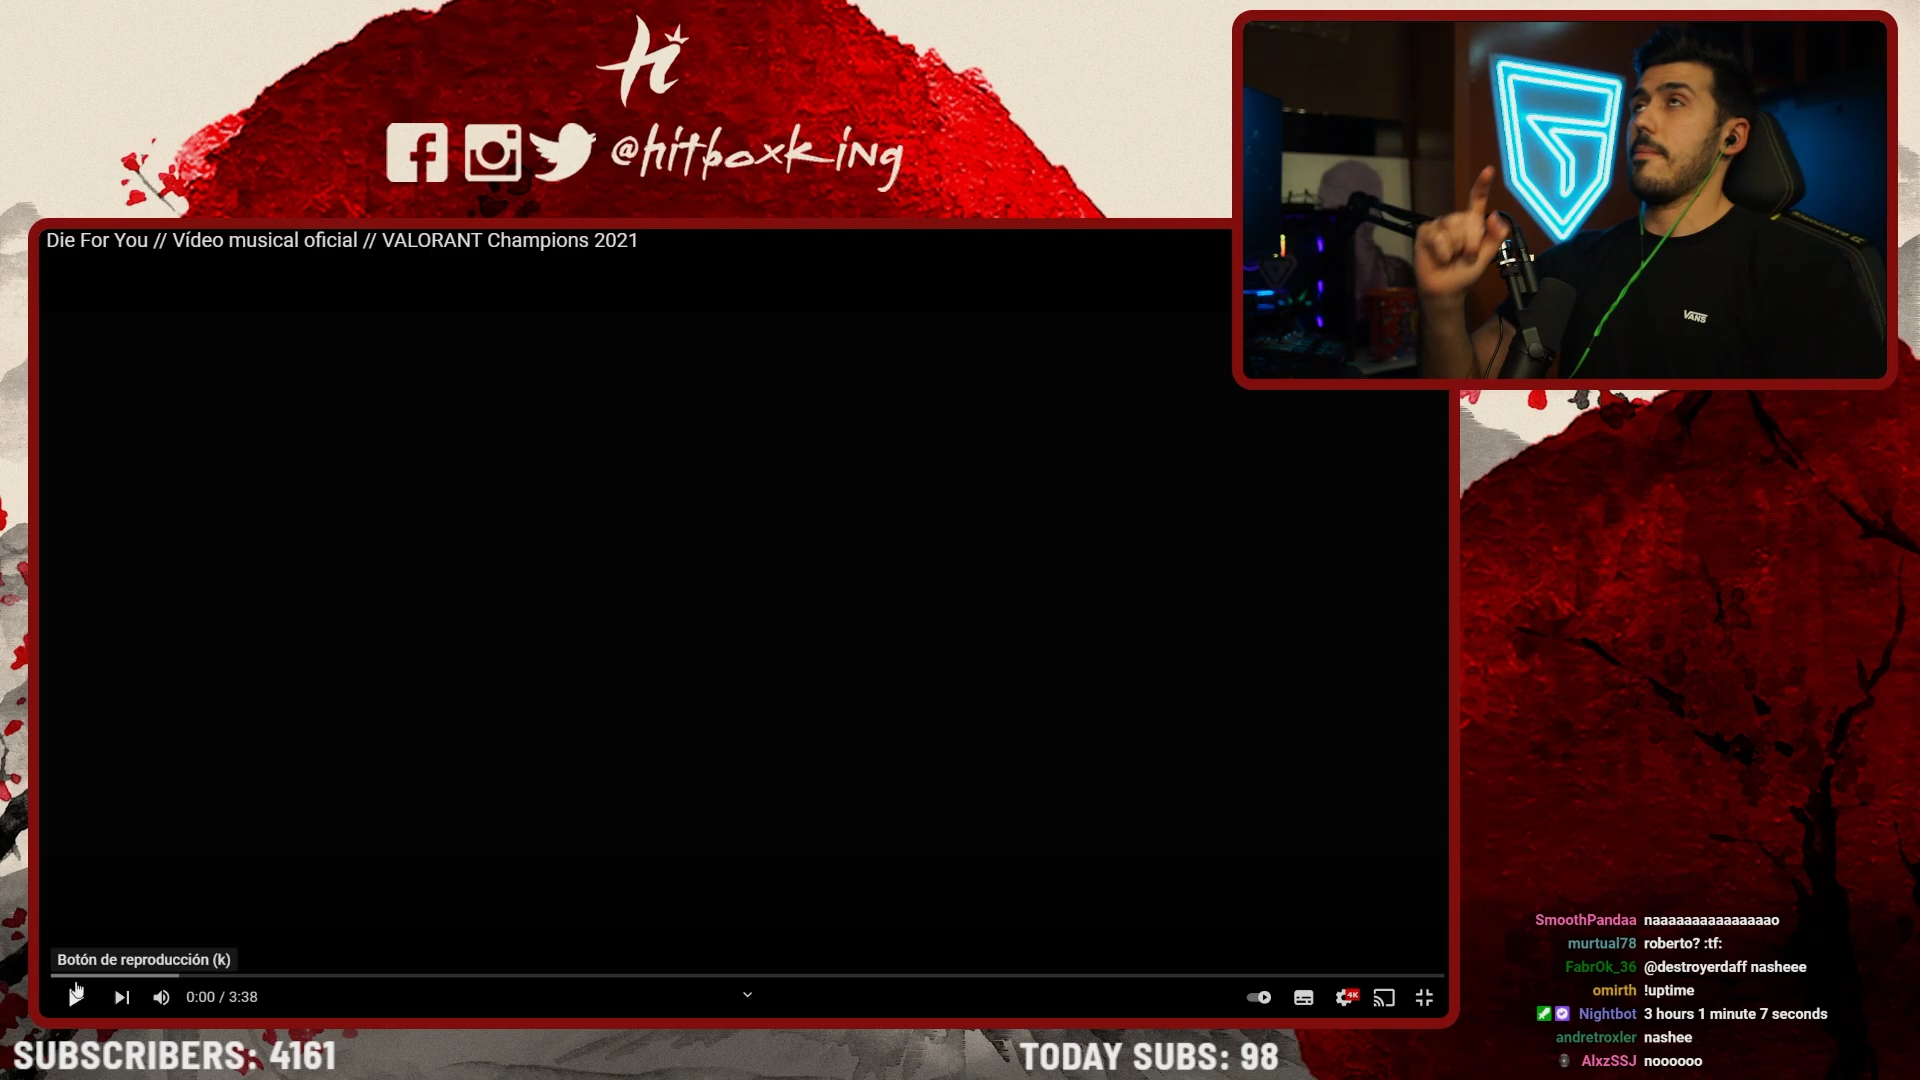 @hitboxking
Die For You // Vídeo musical oficial // VALORANT Champions 2021
VANS
Botón de reproducción (k)
0:00 / 3:38
4K
SmoothPandaa naaaaaaaaaaaaaaao
murtual78 roberto? :tf:
FabrOk_36 @destroyerdaff nasheee
omirth !uptime
Nightbot 3 hours 1 minute 7 seconds
andretroxler nashee
AlxzSSJ noooooo
SUBSCRIBERS: 4161
TODAY SUBS: 98